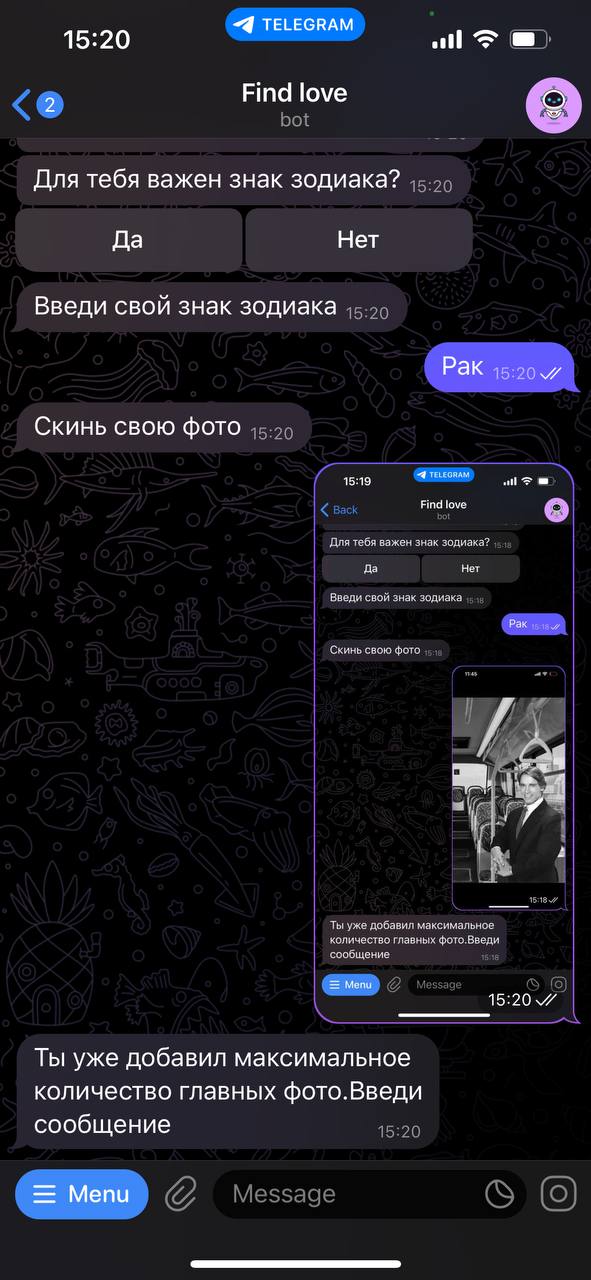 15:20
TELEGRAM
2
Find love
bot
Для тебя важен знак зодиака? 15:20
Да
Нет
Введи свой знак зодиака 15:20
Рак 15:20
Скинь свою фото 15:20
15:19
TELEGRAM
Back
Find love
bot
Для тебя важен знак зодиака? 15:18
Да
Нет
Введи свой знак зодиака 15:18
Рак 15:18
Скинь свою фото 15:18
11:45
15:18
Ты уже добавил максимальное
количество главных фото.Введи
сообщение 15:18
Menu
Message
15:20
Ты уже добавил максимальное
количество главных фото.Введи
сообщение 15:20
Menu
Message